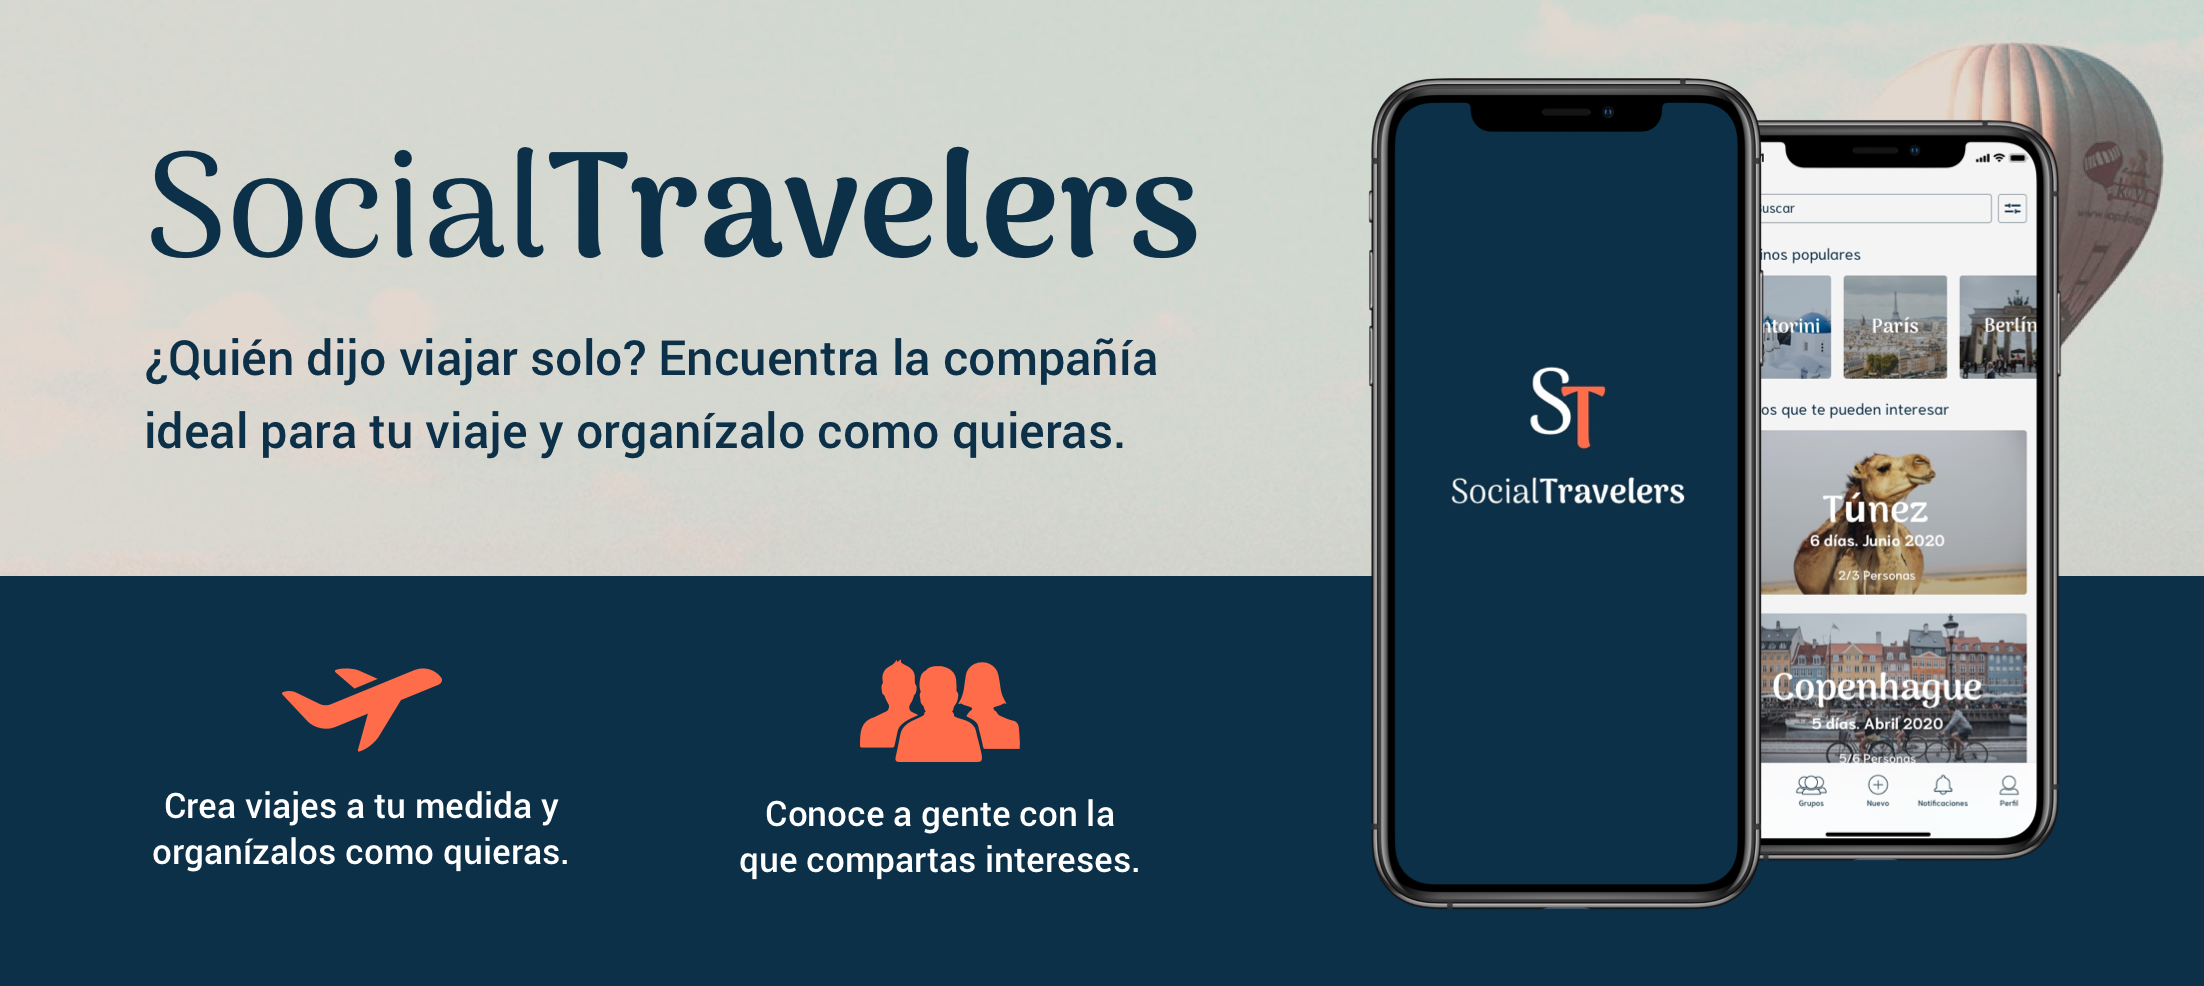 SocialTravelers
¿Quién dijo viajar solo? Encuentra la compañía
ideal para tu viaje y organízalo como quieras.
Crea viajes a tu medida y
organízalos como quieras.
Conoce a gente con la
que compartas intereses.
ST
SocialTravelers
uscar
inos populares
ntorini
París
Berlín
os que te pueden interesar
Túnez
6 días. Junio 2020
2/3 Personas
Copenhague
5 días. Abril 2020
5/6 Personas
Grupos
Nuevo
Notificaciones
Perfil